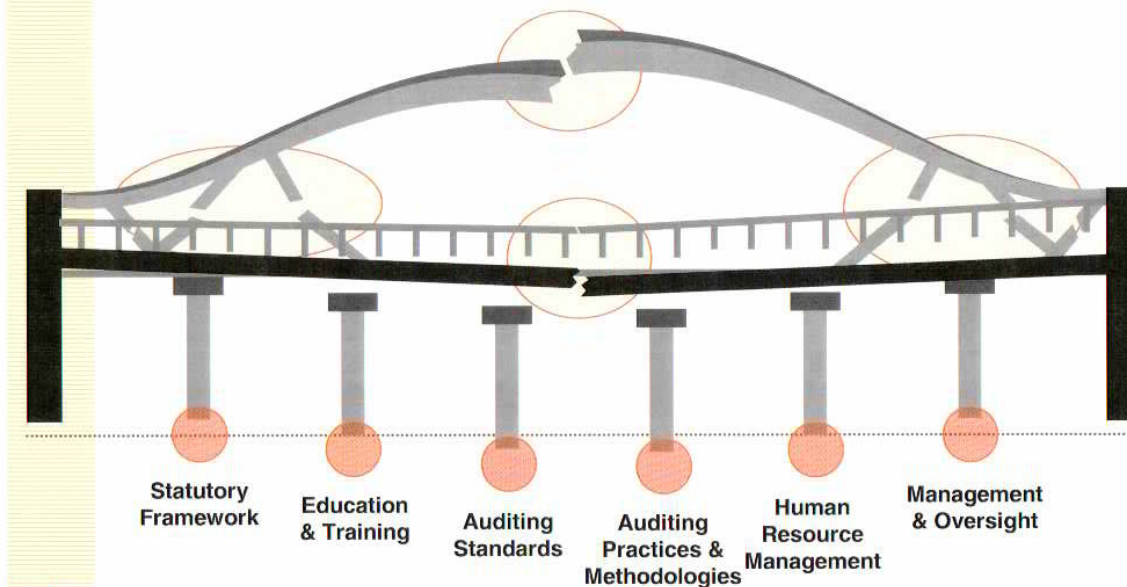 Statutory
Framework
Education
& Training
Auditing
Standards
Auditing
Practices &
Methodologies
Human
Resource
Management
Management
& Oversight